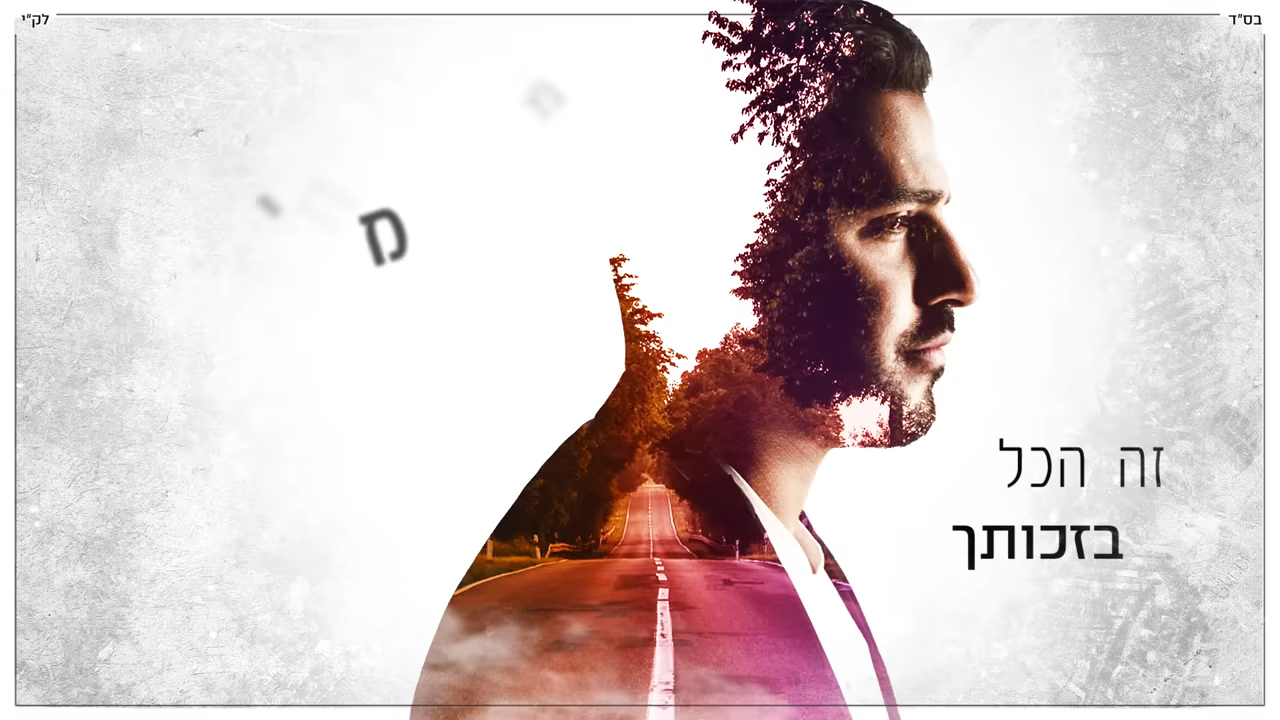 בס"ד
לק"י
מ
זה הכל
בזכותך